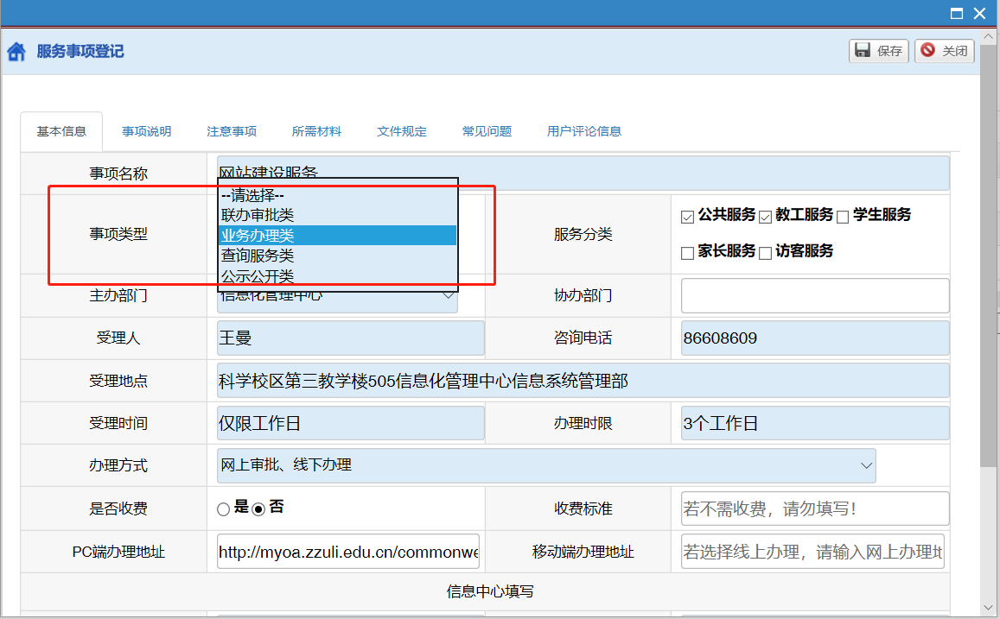 服务事项登记
保存
关闭
基本信息
事项说明
注意事项
所需材料
文件规定
常见问题
用户评论信息
事项名称
网站建设服务
事项类型
--请选择--
联办审批类
业务办理类
查询服务类
公示公开类
服务分类
公共服务 教工服务 学生服务
家长服务 访客服务
主办部门
信息化管理中心
协办部门
受理人
王曼
咨询电话
86608609
受理地点
科学校区第三教学楼505信息化管理中心信息系统管理部
受理时间
仅限工作日
办理时限
3个工作日
办理方式
网上审批、线下办理
是否收费
是 否
收费标准
若不需收费，请勿填写！
PC端办理地址
http://myoa.zzuli.edu.cn/commonwe
移动端办理地址
若选择线上办理，请输入网上办理地
信息中心填写